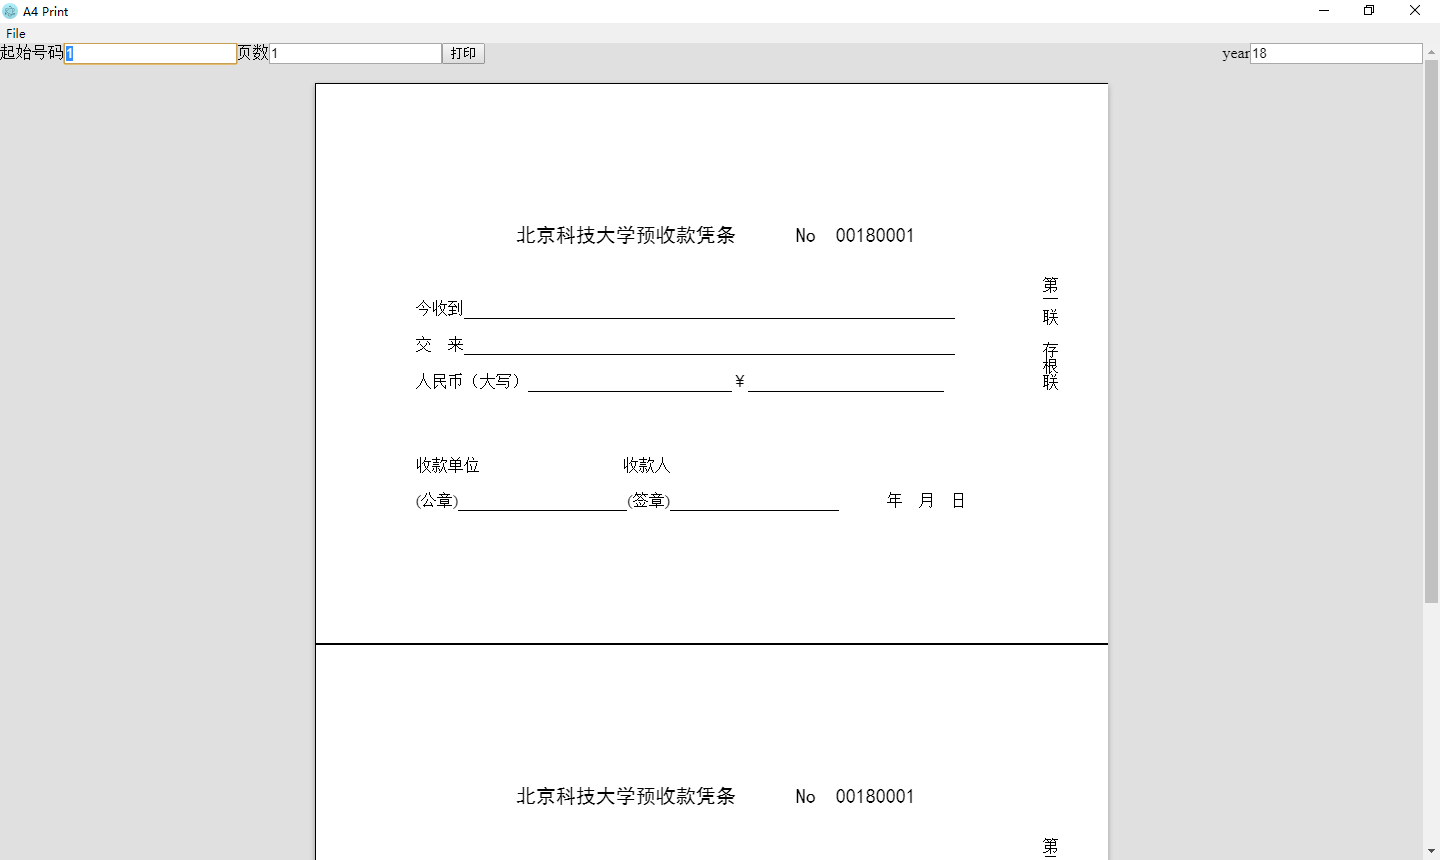 A4 Print
File
起始号码1 页数1 打印 year18
北京科技大学预收款凭条 No 00180001
第一联 存根联
今收到
交 来
人民币（大写） ¥
收款单位 收款人
(公章) (签章) 年 月 日
北京科技大学预收款凭条 No 00180001
第